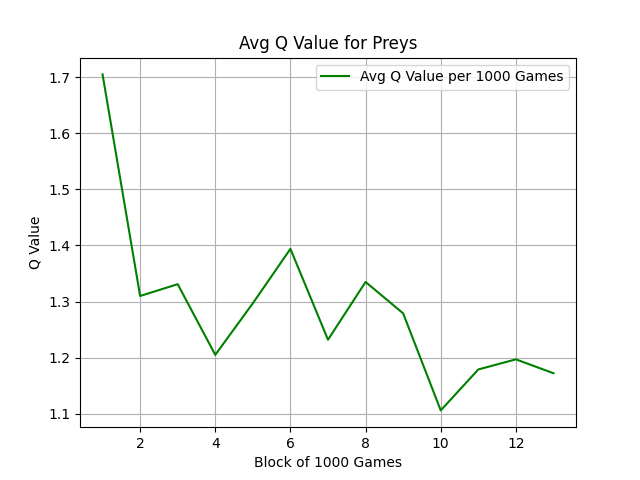 Avg Q Value for Preys
Avg Q Value per 1000 Games
1.7
1.6
1.5
1.4
1.3
1.2
1.1
Q Value
2 4 6 8 10 12
Block of 1000 Games